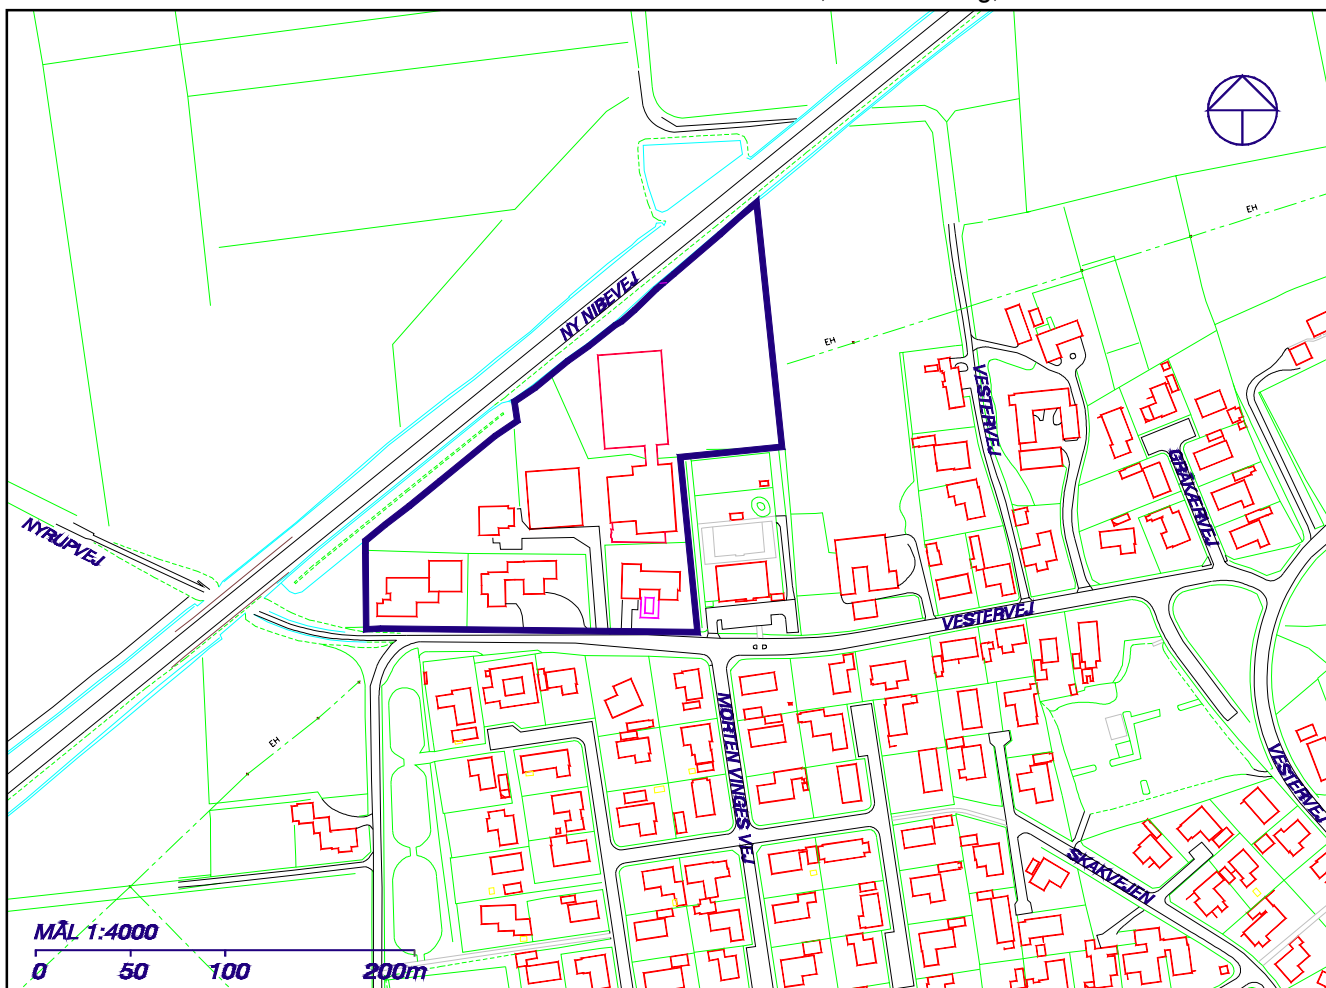 NY NIBEVEJ
EH
EH
VESTERVEJ
GRÅKÆRVEJ
NYRUPVEJ
VESTERVEJ
EH
MORTEN VINGES VEJ
VESTERVEJ
SKAKVEJEN
MÅL 1:4000
0 50 100 200m